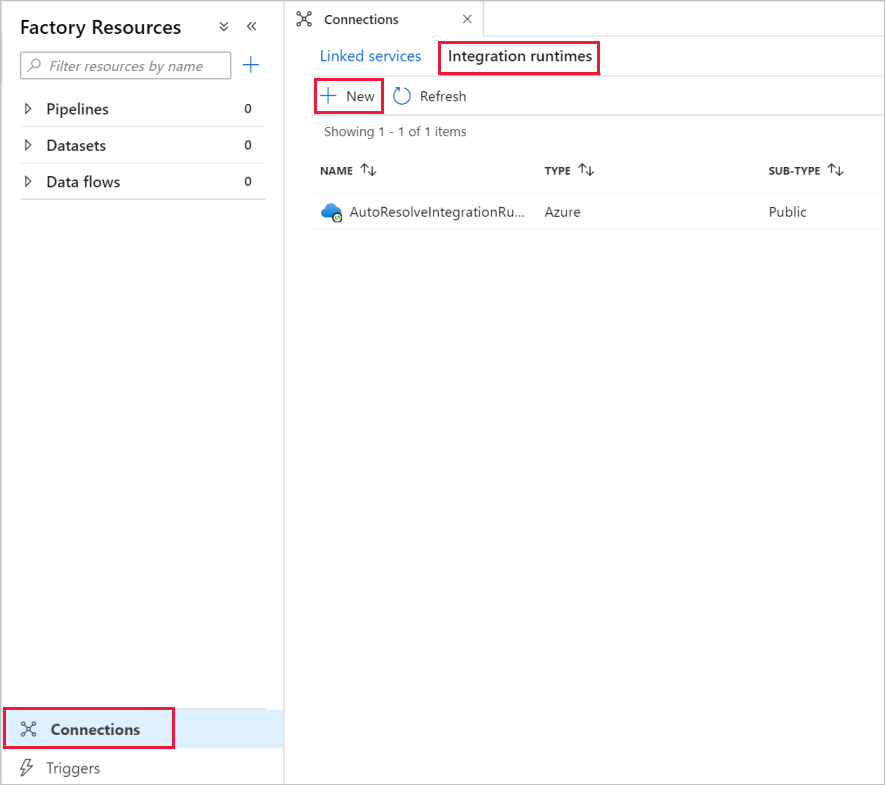 Factory Resources
Filter resources by name
Pipelines 0
Datasets 0
Data flows 0
Connections
Triggers
Connections
Linked services Integration runtimes
New Refresh
Showing 1 - 1 of 1 items
NAME TYPE SUB-TYPE
AutoResolveIntegrationRu... Azure Public